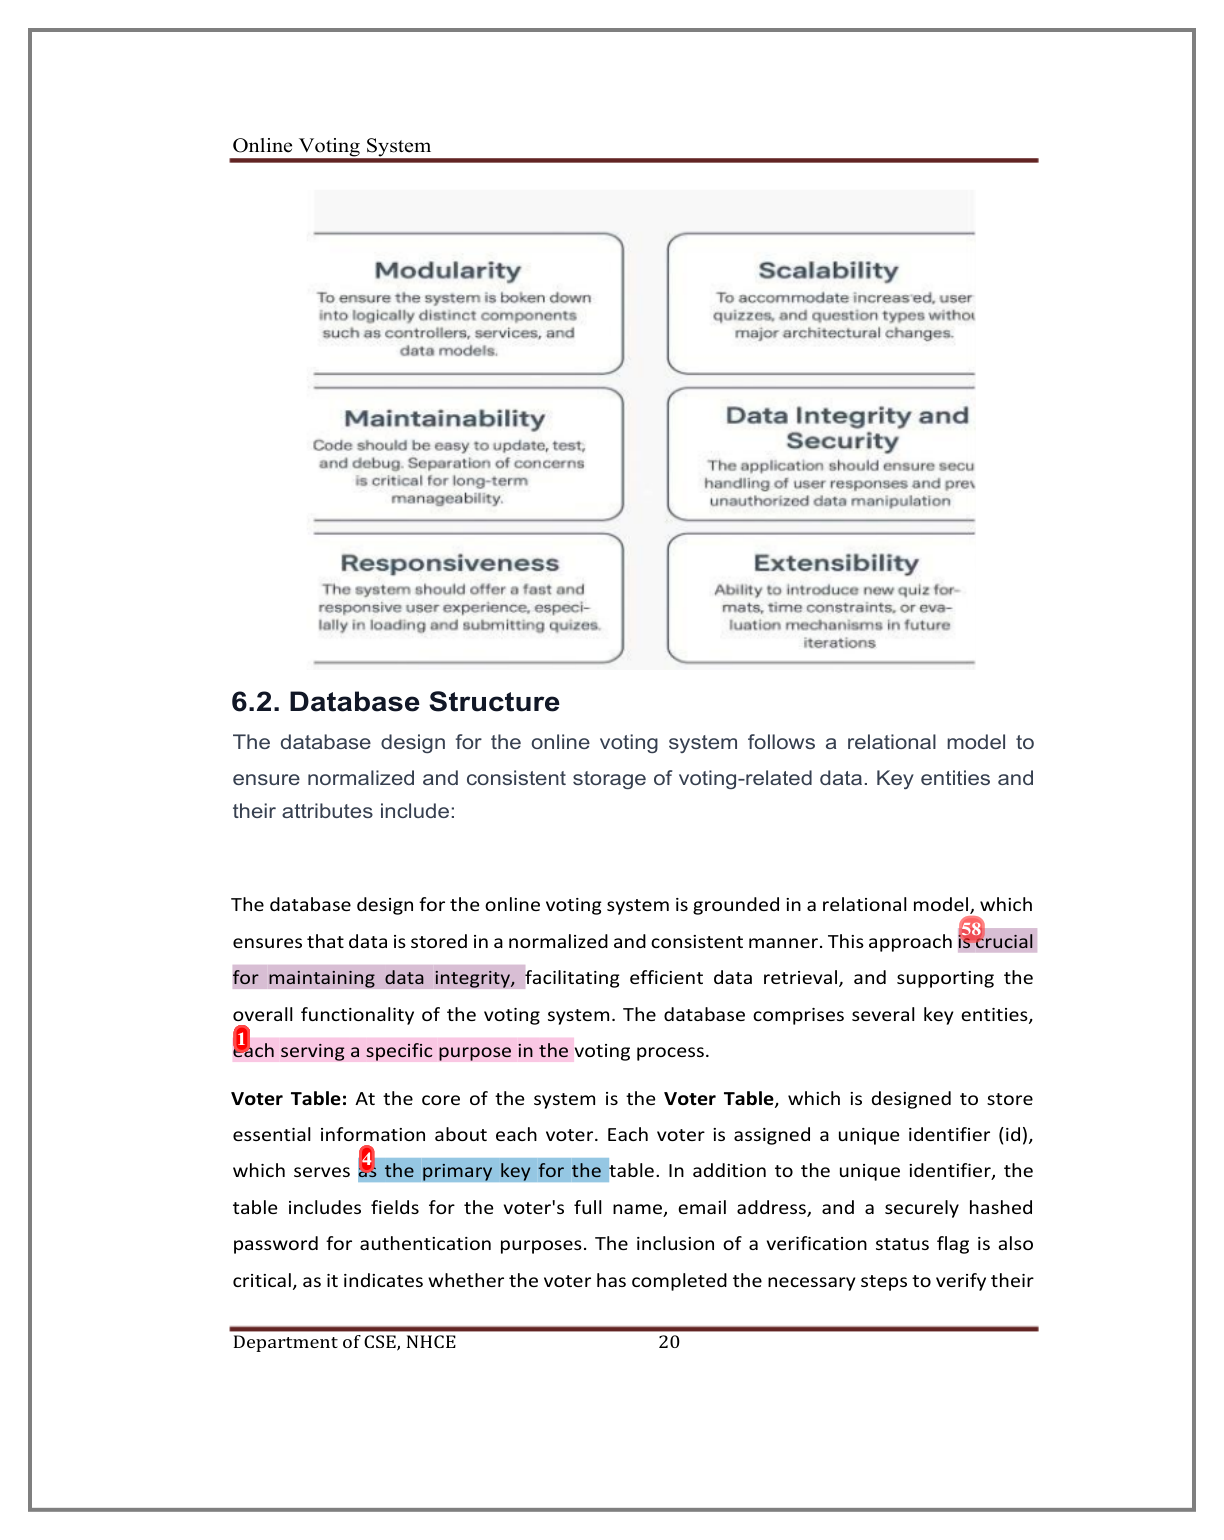 Online Voting System
Modularity
To ensure the system is boken down
into logically distinct components
such as controllers, services, and
data models.
Scalability
To accommodate increased, user
quizzes, and question types withou
major architectural changes.
Maintainability
Code should be easy to update, test,
and debug. Separation of concerns
is critical for long-term
manageability.
Data Integrity and
Security
The application should ensure secu
handling of user responses and prev
unauthorized data manipulation
Responsiveness
The system should offer a fast and
responsive user experience, especi-
lally in loading and submitting quizes.
Extensibility
Ability to introduce new quiz for-
mats, time constraints, or eva-
luation mechanisms in future
iterations
6.2. Database Structure
The database design for the online voting system follows a relational model to
ensure normalized and consistent storage of voting-related data. Key entities and
their attributes include:
The database design for the online voting system is grounded in a relational model, which
58
ensures that data is stored in a normalized and consistent manner. This approach is crucial
for maintaining data integrity, facilitating efficient data retrieval, and supporting the
overall functionality of the voting system. The database comprises several key entities,
1
each serving a specific purpose in the voting process.
Voter Table: At the core of the system is the Voter Table, which is designed to store
essential information about each voter. Each voter is assigned a unique identifier (id),
4
which serves as the primary key for the table. In addition to the unique identifier, the
table includes fields for the voter's full name, email address, and a securely hashed
password for authentication purposes. The inclusion of a verification status flag is also
critical, as it indicates whether the voter has completed the necessary steps to verify their
Department of CSE, NHCE 20